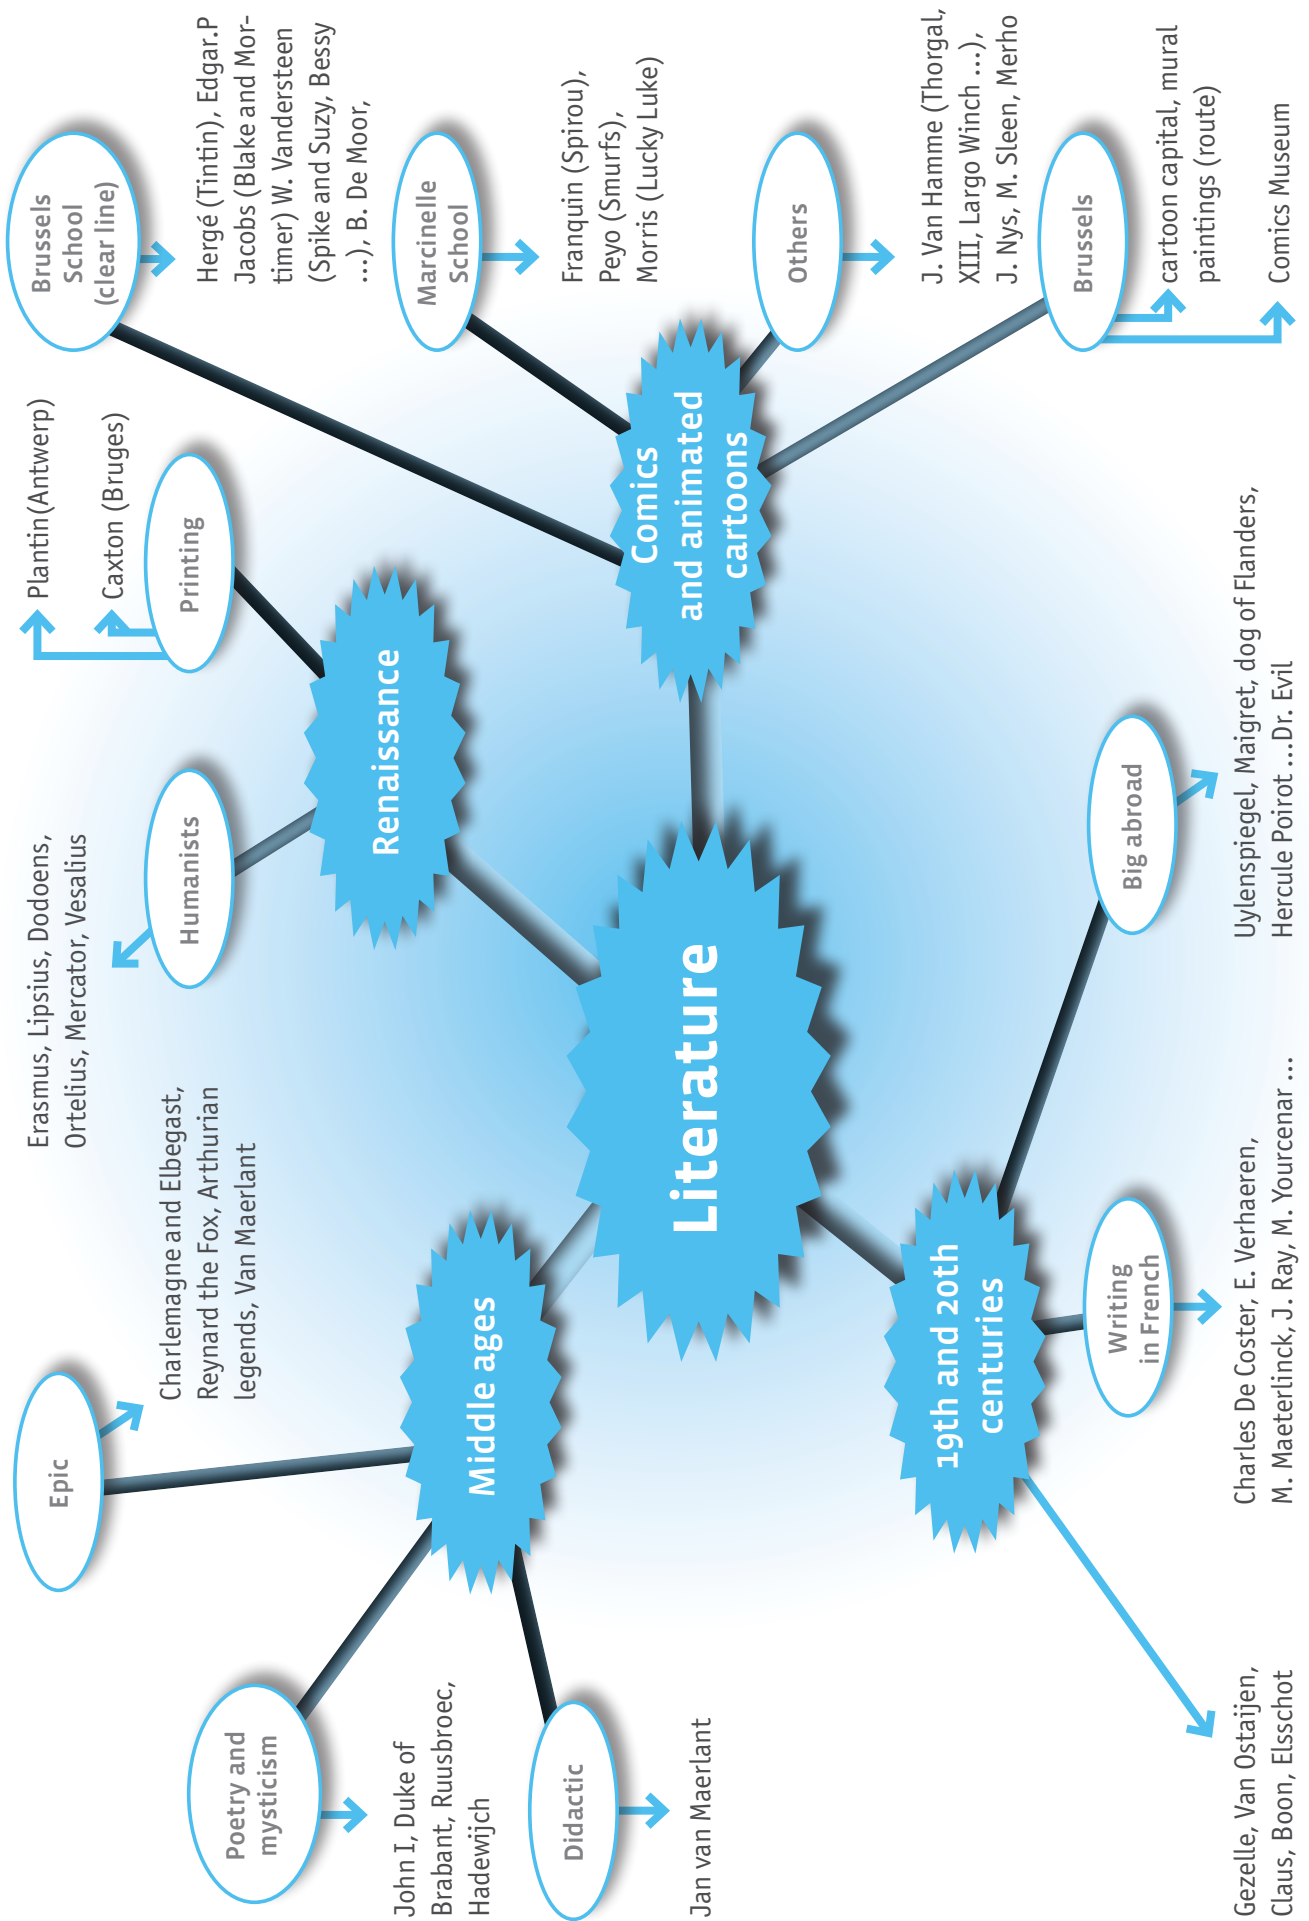 Literature
Middle ages
Epic
Charlemagne and Elbegast,
Reynard the Fox, Arthurian
legends, Van Maerlant
Poetry and
mysticism
John I, Duke of
Brabant, Ruusbroec,
Hadewijch
Didactic
Jan van Maerlant
Renaissance
Humanists
Erasmus, Lipsius, Dodoens,
Ortelius, Mercator, Vesalius
Printing
Plantin(Antwerp)
Caxton (Bruges)
Comics
and animated
cartoons
Brussels
School
(clear line)
Hergé (Tintin), Edgar.P
Jacobs (Blake and Mor-
timer) W. Vandersteen
(Spike and Suzy, Bessy
...), B. De Moor,
Marcinelle
School
Franquin (Spirou),
Peyo (Smurfs),
Morris (Lucky Luke)
Others
J. Van Hamme (Thorgal,
XIII, Largo Winch ...),
J. Nys, M. Sleen, Merho
Brussels
cartoon capital, mural
paintings (route)
Comics Museum
19th and 20th
centuries
Gezelle, Van Ostaijen,
Claus, Boon, Elsschot
Writing
in French
Charles De Coster, E. Verhaeren,
M. Maeterlinck, J. Ray, M. Yourcenar ...
Big abroad
Uylenspiegel, Maigret, dog of Flanders,
Hercule Poirot ...Dr. Evil